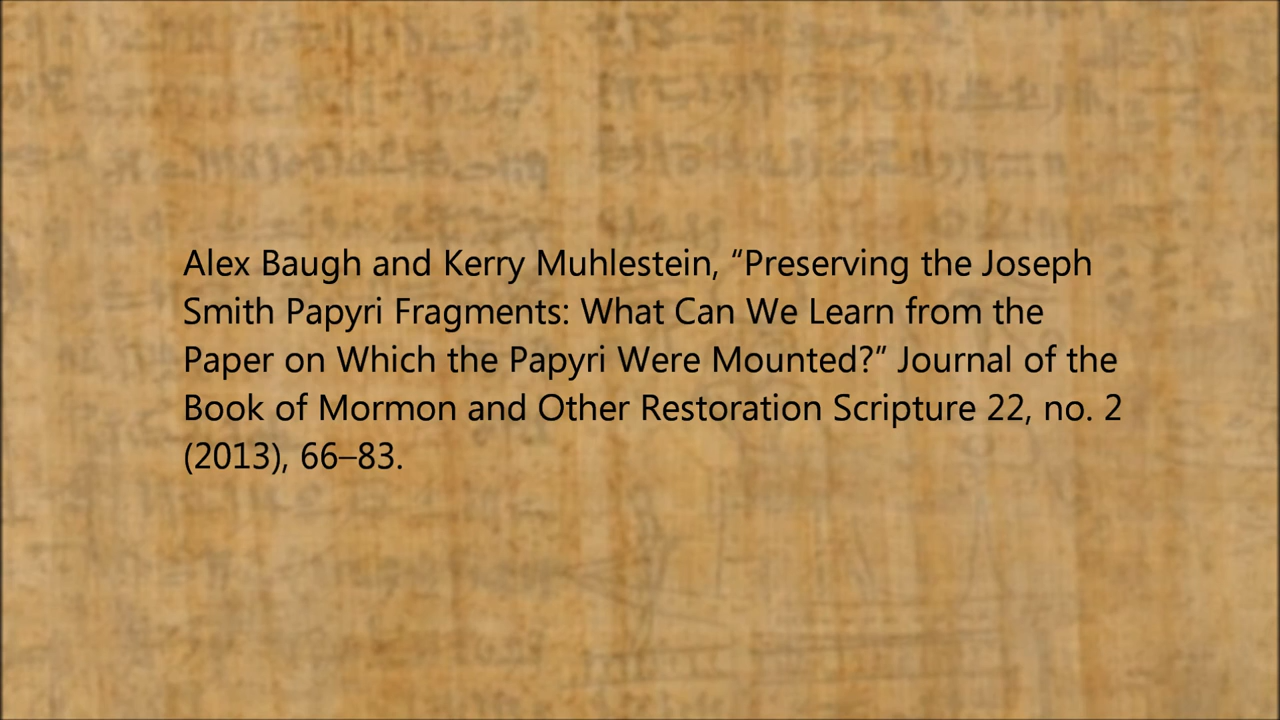 Alex Baugh and Kerry Muhlestein, “Preserving the Joseph
Smith Papyri Fragments: What Can We Learn from the
Paper on Which the Papyri Were Mounted?” Journal of the
Book of Mormon and Other Restoration Scripture 22, no. 2
(2013), 66–83.